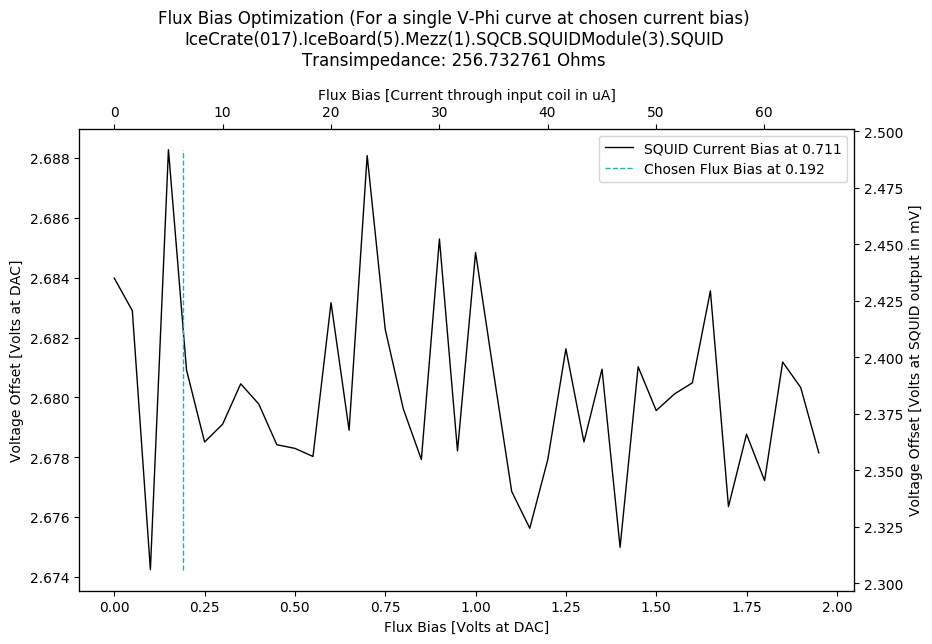 Flux Bias Optimization (For a single V-Phi curve at chosen current bias)
IceCrate(017).IceBoard(5).Mezz(1).SQCB.SQUIDModule(3).SQUID
Transimpedance: 256.732761 Ohms
Flux Bias [Current through input coil in uA]
0 10 20 30 40 50 60
SQUID Current Bias at 0.711
Chosen Flux Bias at 0.192
Voltage Offset [Volts at DAC]
2.688
2.686
2.684
2.682
2.680
2.678
2.676
2.674
2.500
2.475
2.450
2.425
2.400
2.375
2.350
2.325
2.300
Voltage Offset [Volts at SQUID output in mV]
0.00 0.25 0.50 0.75 1.00 1.25 1.50 1.75 2.00
Flux Bias [Volts at DAC]